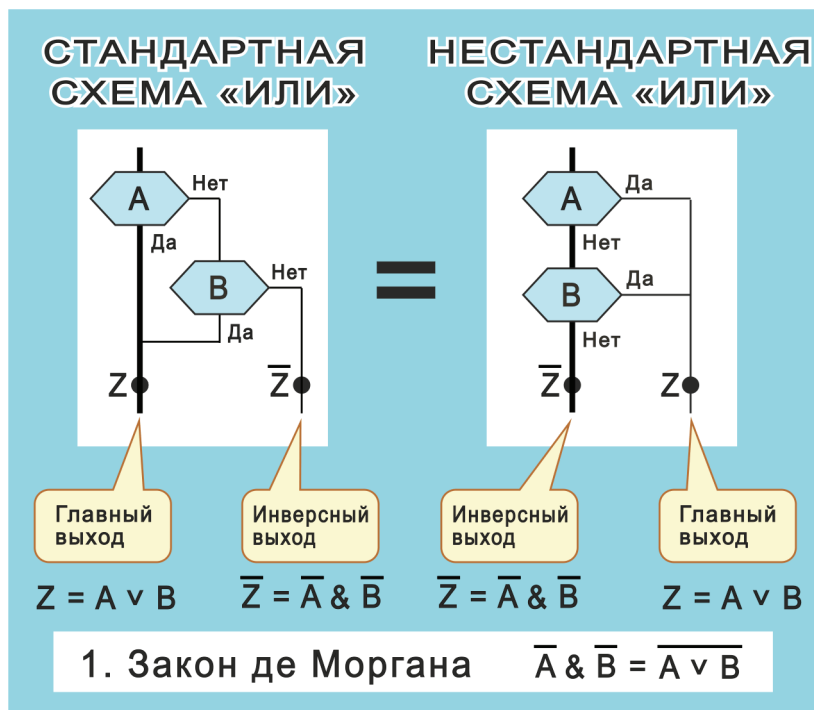 СТАНДАРТНАЯ
СХЕМА «ИЛИ»
A
Нет
Да
B
Нет
Да
Z
Z̅
Главный
выход
Инверсный
выход
Z = A ∨ B
Z̅ = A̅ & B̅
=
НЕСТАНДАРТНАЯ
СХЕМА «ИЛИ»
A
Да
Нет
B
Да
Нет
Z̅
Z
Инверсный
выход
Главный
выход
Z̅ = A̅ & B̅
Z = A ∨ B
1. Закон де Моргана A̅ & B̅ = A̅ ̅∨̅ ̅B̅